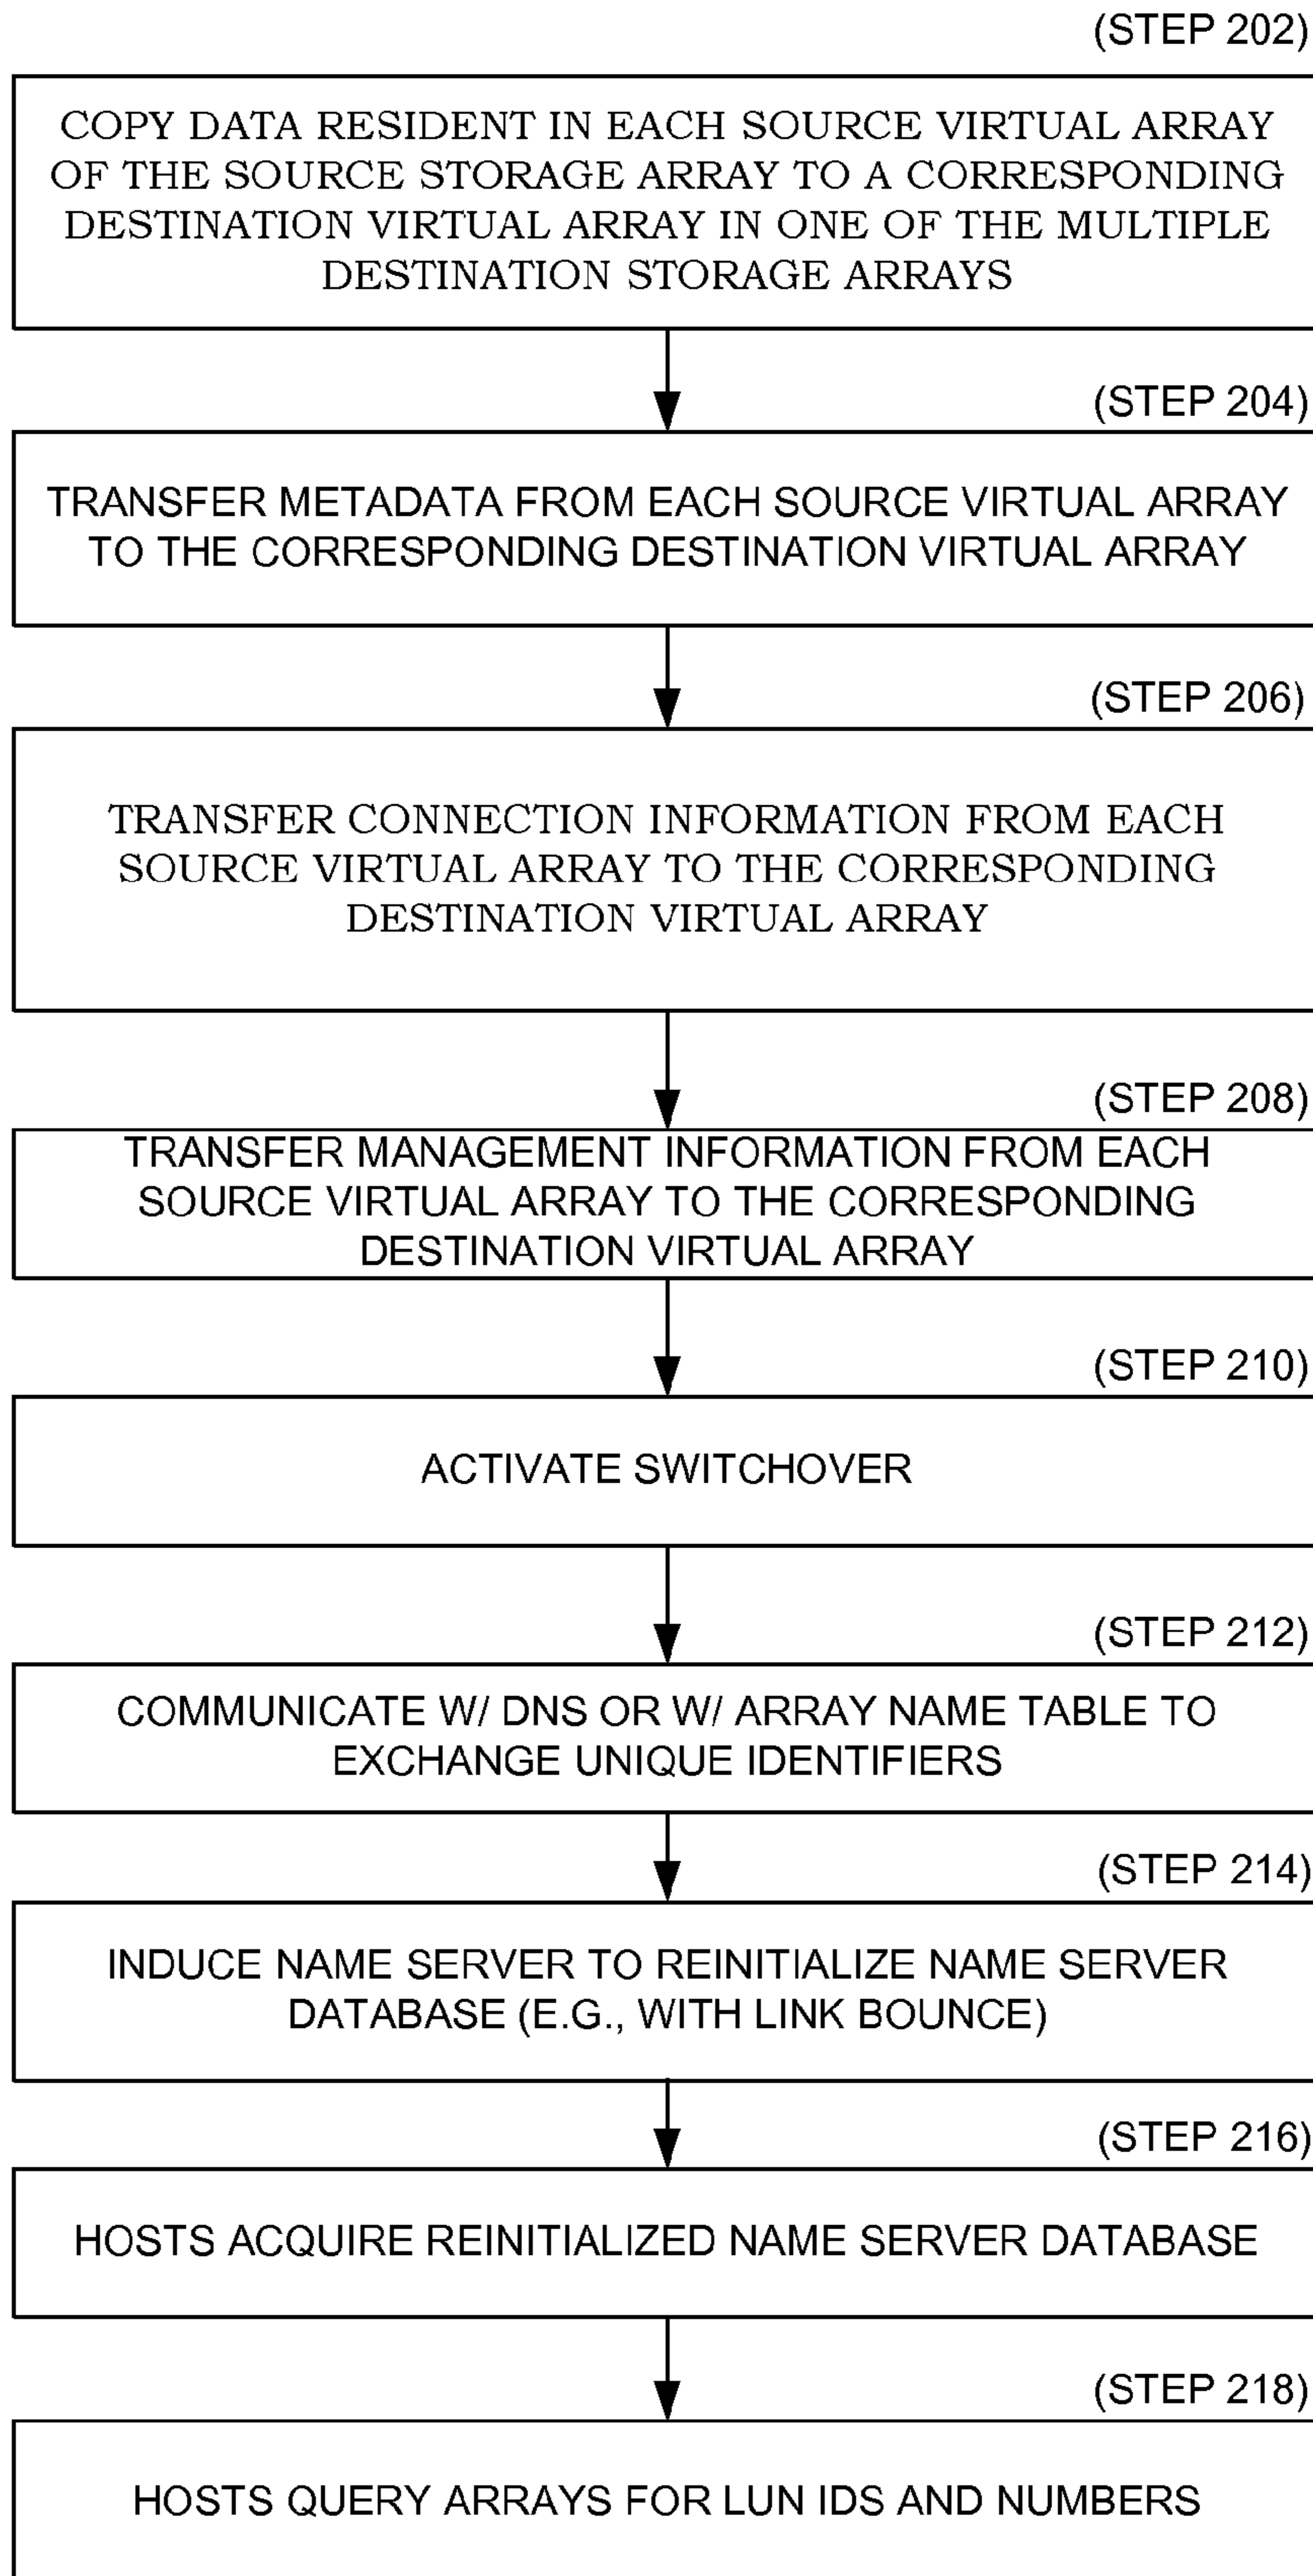 (STEP 202)
COPY DATA RESIDENT IN EACH SOURCE VIRTUAL ARRAY
OF THE SOURCE STORAGE ARRAY TO A CORRESPONDING
DESTINATION VIRTUAL ARRAY IN ONE OF THE MULTIPLE
DESTINATION STORAGE ARRAYS
(STEP 204)
TRANSFER METADATA FROM EACH SOURCE VIRTUAL ARRAY
TO THE CORRESPONDING DESTINATION VIRTUAL ARRAY
(STEP 206)
TRANSFER CONNECTION INFORMATION FROM EACH
SOURCE VIRTUAL ARRAY TO THE CORRESPONDING
DESTINATION VIRTUAL ARRAY
(STEP 208)
TRANSFER MANAGEMENT INFORMATION FROM EACH
SOURCE VIRTUAL ARRAY TO THE CORRESPONDING
DESTINATION VIRTUAL ARRAY
(STEP 210)
ACTIVATE SWITCHOVER
(STEP 212)
COMMUNICATE W/ DNS OR W/ ARRAY NAME TABLE TO
EXCHANGE UNIQUE IDENTIFIERS
(STEP 214)
INDUCE NAME SERVER TO REINITIALIZE NAME SERVER
DATABASE (E.G., WITH LINK BOUNCE)
(STEP 216)
HOSTS ACQUIRE REINITIALIZED NAME SERVER DATABASE
(STEP 218)
HOSTS QUERY ARRAYS FOR LUN IDS AND NUMBERS